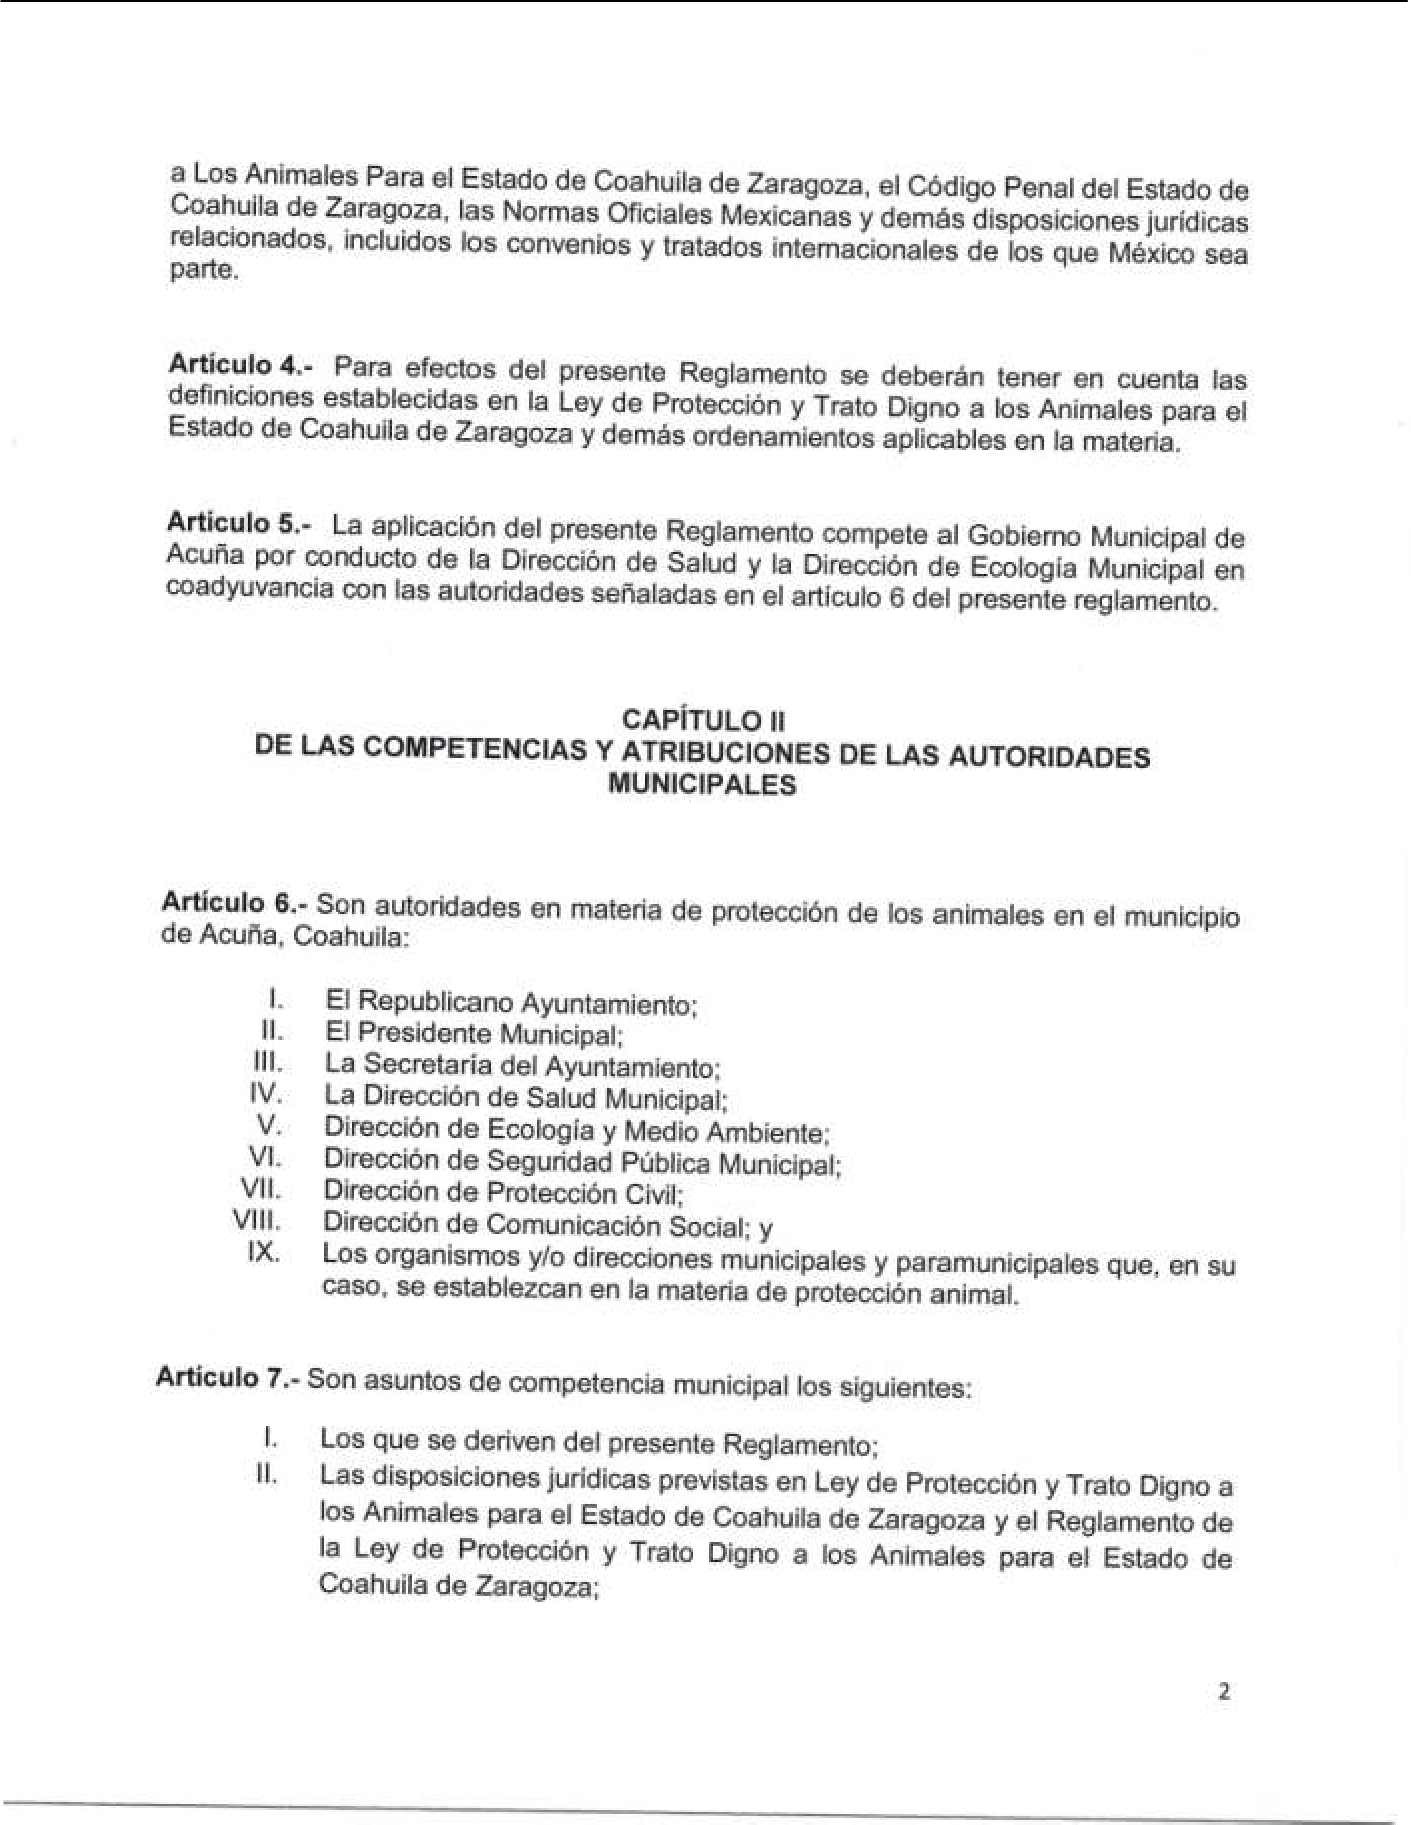 a Los Animales Para el Estado de Coahuila de Zaragoza, el Código Penal del Estado de
Coahuila de Zaragoza, las Normas Oficiales Mexicanas y demás disposiciones jurídicas
relacionados, incluidos los convenios y tratados internacionales de los que México sea
parte.
Artículo 4.- Para efectos del presente Reglamento se deberán tener en cuenta las
definiciones establecidas en la Ley de Protección y Trato Digno a los Animales para el
Estado de Coahuila de Zaragoza y demás ordenamientos aplicables en la materia.
Artículo 5.- La aplicación del presente Reglamento compete al Gobierno Municipal de
Acuña por conducto de la Dirección de Salud y la Dirección de Ecología Municipal en
coadyuvancia con las autoridades señaladas en el artículo 6 del presente reglamento.
CAPÍTULO II
DE LAS COMPETENCIAS Y ATRIBUCIONES DE LAS AUTORIDADES
MUNICIPALES
Artículo 6.- Son autoridades en materia de protección de los animales en el municipio
de Acuña, Coahuila:
I. El Republicano Ayuntamiento;
II. El Presidente Municipal;
III. La Secretaría del Ayuntamiento;
IV. La Dirección de Salud Municipal;
V. Dirección de Ecología y Medio Ambiente;
VI. Dirección de Seguridad Pública Municipal;
VII. Dirección de Protección Civil;
VIII. Dirección de Comunicación Social; y
IX. Los organismos y/o direcciones municipales y paramunicipales que, en su
caso, se establezcan en la materia de protección animal.
Artículo 7.- Son asuntos de competencia municipal los siguientes:
I. Los que se deriven del presente Reglamento;
II. Las disposiciones jurídicas previstas en Ley de Protección y Trato Digno a
los Animales para el Estado de Coahuila de Zaragoza y el Reglamento de
la Ley de Protección y Trato Digno a los Animales para el Estado de
Coahuila de Zaragoza;
2